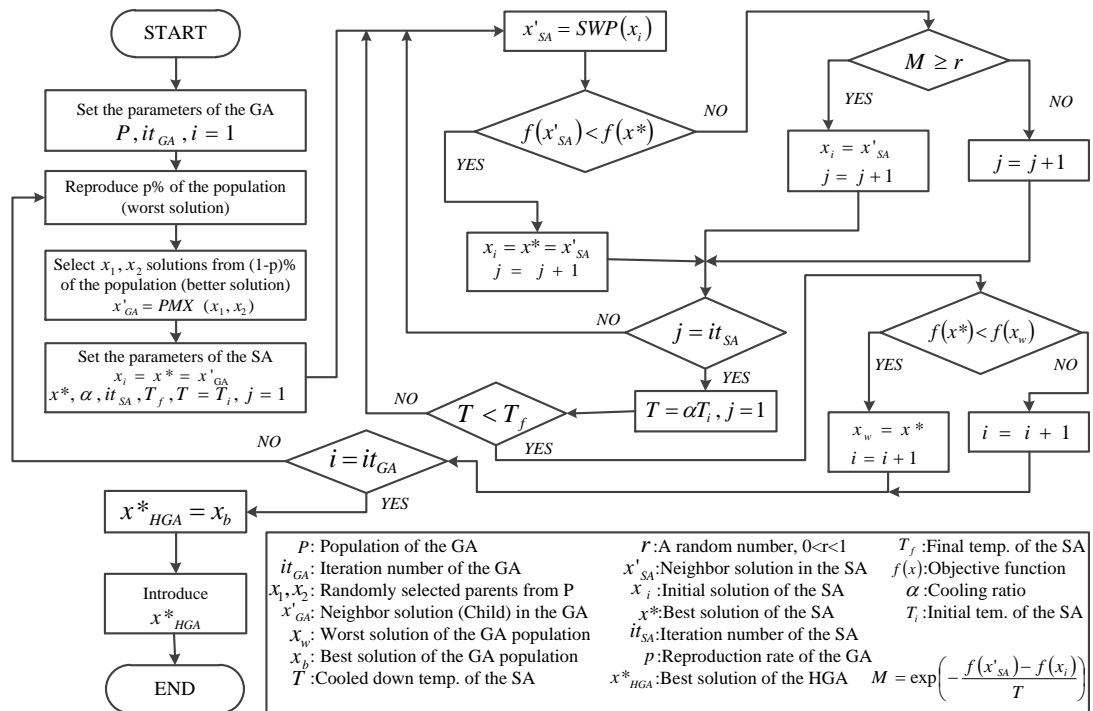 START
Set the parameters of the GA
P, it_GA, i = 1
Reproduce p% of the population
(worst solution)
Select x_1, x_2 solutions from (1-p)%
of the population (better solution)
x'_GA = PMX (x_1, x_2)
Set the parameters of the SA
x_i = x* = x'_GA
x*, α, it_SA, T_f, T = T_i, j = 1
x'_SA = SWP(x_i)
f(x'_SA) < f(x*)
NO
YES
x_i = x* = x'_SA
j = j + 1
M ≥ r
YES
NO
x_i = x'_SA
j = j + 1
j = j + 1
j = it_SA
NO
YES
T = αT_i, j = 1
T < T_f
NO
YES
f(x*) < f(x_w)
YES
NO
x_w = x*
i = i + 1
i = i + 1
i = it_GA
NO
YES
x*_HGA = x_b
Introduce
x*_HGA
END
P: Population of the GA
it_GA: Iteration number of the GA
x_1, x_2: Randomly selected parents from P
x'_GA: Neighbor solution (Child) in the GA
x_w: Worst solution of the GA population
x_b: Best solution of the GA population
T: Cooled down temp. of the SA
r: A random number, 0<r<1
x'_SA: Neighbor solution in the SA
x_i: Initial solution of the SA
x*: Best solution of the SA
it_SA: Iteration number of the SA
p: Reproduction rate of the GA
x*_HGA: Best solution of the HGA
T_f: Final temp. of the SA
f(x): Objective function
α: Cooling ratio
T_i: Initial tem. of the SA
M = exp(-(f(x'_SA) - f(x_i))/T)